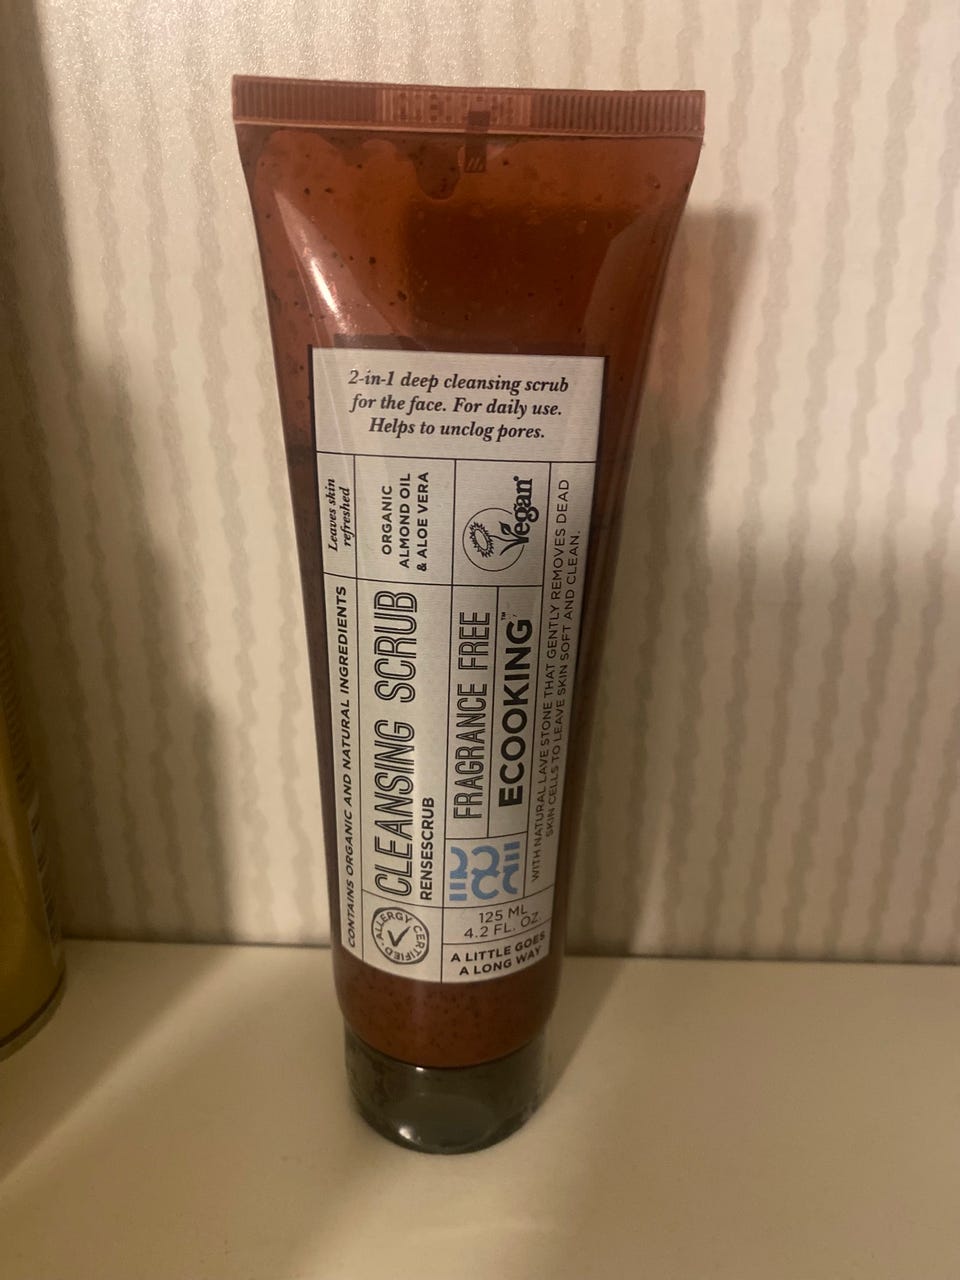 2-in-1 deep cleansing scrub
for the face. For daily use.
Helps to unclog pores.
Leaves skin
refreshed
ORGANIC
ALMOND OIL
& ALOE VERA
Vegan
CONTAINS ORGANIC AND NATURAL INGREDIENTS
CLEANSING SCRUB
RENSESCRUB
FRAGRANCE FREE
ECOOKING™
WITH NATURAL LAVE STONE THAT GENTLY REMOVES DEAD
SKIN CELLS TO LEAVE SKIN SOFT AND CLEAN.
ALLERGY CERTIFIED
125 ML
4.2 FL. OZ.
A LITTLE GOES
A LONG WAY